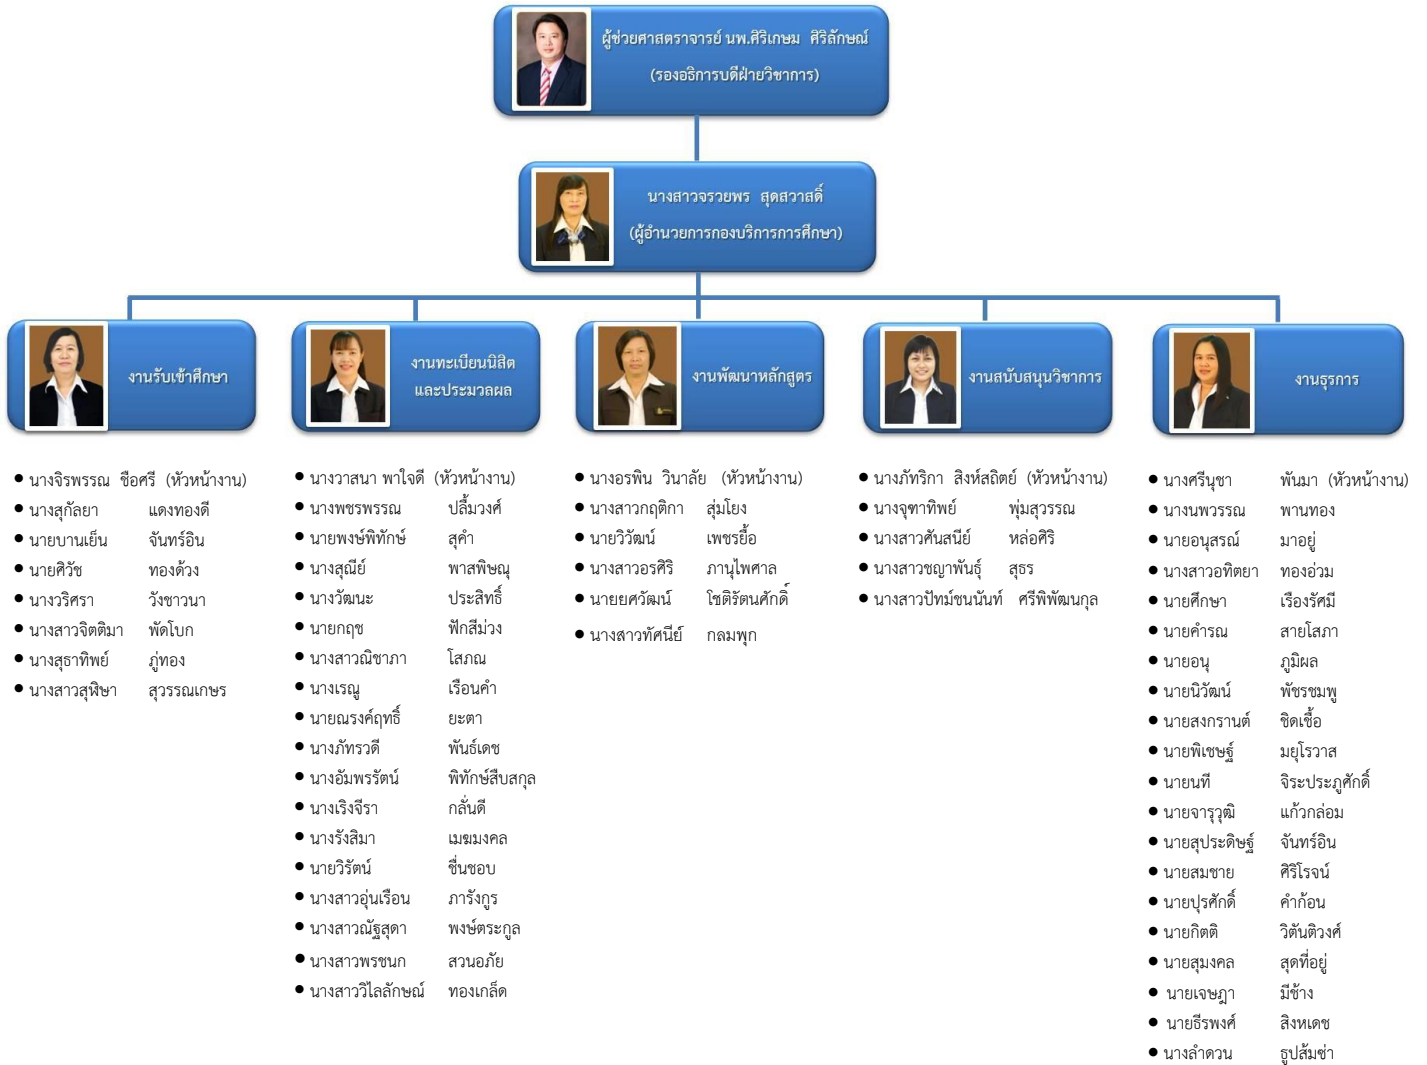 ผู้ช่วยศาสตราจารย์ นพ.ศิริเกษม ศิริลักษณ์
(รองอธิการบดีฝ่ายวิชาการ)
นางสาวจรวยพร สุดสวาสดิ์
(ผู้อำนวยการกองบริการการศึกษา)
งานรับเข้าศึกษา
● นางจิรพรรณ ชือศรี (หัวหน้างาน)
● นางสุกัลยา แดงทองดี
● นายบานเย็น จันทร์อิน
● นายศิวัช ทองด้วง
● นางวริศรา วังชาวนา
● นางสาวจิตติมา พัดโบก
● นางสุธาทิพย์ ภู่ทอง
● นางสาวสุพิษา สุวรรณเกษร
งานทะเบียนนิสิต
และประมวลผล
● นางวาสนา พาใจดี (หัวหน้างาน)
● นางพชรพรรณ ปลื้มวงศ์
● นายพงษ์พิทักษ์ สุคำ
● นางสุณีย์ พาสพิษณุ
● นางวัฒนะ ประสิทธิ์
● นายกฤช ฟักสีม่วง
● นางสาวณิชาภา โสภณ
● นางเรณู เรือนคำ
● นายณรงค์ฤทธิ์ ยะตา
● นางภัทรวดี พันธ์เดช
● นางอัมพรรัตน์ พิทักษ์สืบสกุล
● นางเริงจีรา กลั่นดี
● นางรังสิมา เมฆมงคล
● นายวิรัตน์ ชื่นชอบ
● นางสาวอุ่นเรือน ภารังกูร
● นางสาวณัฐสุดา พงษ์ตระกูล
● นางสาวพรชนก สวนอภัย
● นางสาววิไลลักษณ์ ทองเกล็ด
งานพัฒนาหลักสูตร
● นางอรพิน วินาลัย (หัวหน้างาน)
● นางสาวกฤติกา สุ่มโยง
● นายวิวัฒน์ เพชรยื้อ
● นางสาวอรศิริ ภานุไพศาล
● นายยศวัฒน์ โชติรัตนศักดิ์
● นางสาวทัศนีย์ กลมพุก
งานสนับสนุนวิชาการ
● นางภัทริกา สิงห์สถิตย์ (หัวหน้างาน)
● นางจุฑาทิพย์ พุ่มสุวรรณ
● นางสาวศันสนีย์ หล่อศิริ
● นางสาวชญาพันธุ์ สุธร
● นางสาวปัทม์ชนนันท์ ศรีพิพัฒนกุล
งานธุรการ
● นางศรีนุชา พันมา (หัวหน้างาน)
● นางนพวรรณ พานทอง
● นายอนุสรณ์ มาอยู่
● นางสาวอทิตยา ทองอ่วม
● นายศึกษา เรืองรัศมี
● นายคำรณ สายโสภา
● นายอนุ ภูมิผล
● นายนิวัฒน์ พัชรชมพู
● นายสงกรานต์ ชิดเชื้อ
● นายพิเชษฐ์ มยุโรวาส
● นายนที จิระประภูศักดิ์
● นายจารุวุฒิ แก้วกล่อม
● นายสุประดิษฐ์ จันทร์อิน
● นายสมชาย ศิริโรจน์
● นายปุรศักดิ์ คำก้อน
● นายกิตติ วิตันติวงศ์
● นายสุมงคล สุดที่อยู่
● นายเจษฎา มีช้าง
● นายธีรพงศ์ สิงหเดช
● นางลำดวน ธูปส้มซ่า